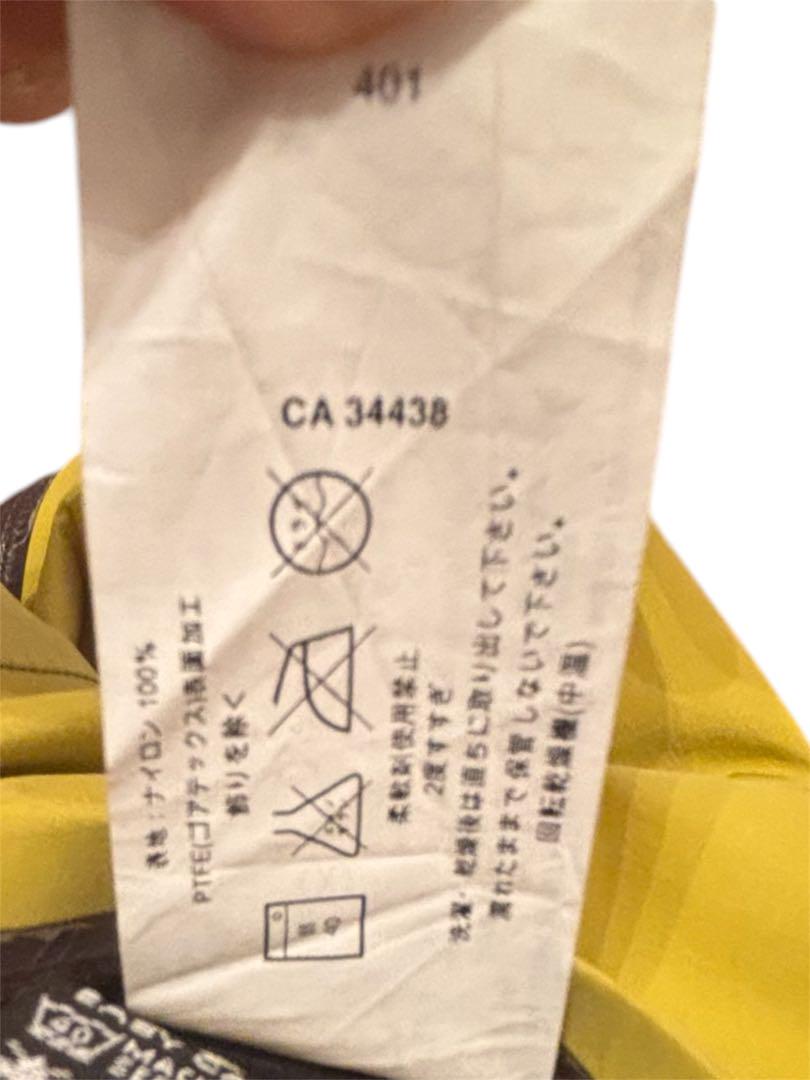 401
CA 34438
表地:ナイロン 100%
PTFE(ゴアテックス)表面加工
飾りを除く
40
柔軟剤使用禁止
2度すすぎ
洗濯・乾燥後は直ちに取り出して下さい。
濡れたままで保管しないで下さい。
回転乾燥機(中温)